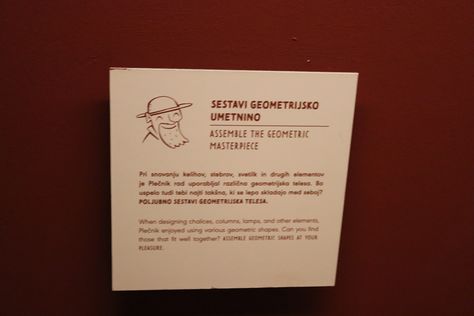 SESTAVI GEOMETRIJSKO
UMETNINO
ASSEMBLE THE GEOMETRIC
MASTERPIECE
Pri snovanju kelihov, stebrov, svetilk in drugih elementov
je Plečnik rad uporabljal različna geometrijska telesa. Bo
uspelo tudi tebi najti takšna, ki se lepo skladajo med seboj?
POLJUBNO SESTAVI GEOMETRIJSKA TELESA.
When designing chalices, columns, lamps, and other elements,
Plečnik enjoyed using various geometric shapes. Can you find
those that fit well together? ASSEMBLE GEOMETRIC SHAPES AT YOUR
PLEASURE.